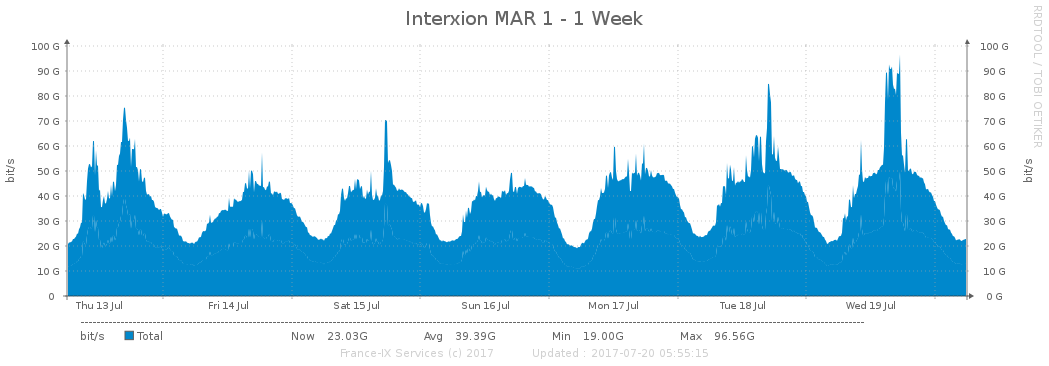 Interxion MAR 1 - 1 Week
RRDTOOL / TOBI OETIKER
bit/s
100 G 100 G
90 G 90 G
80 G 80 G
70 G 70 G
60 G 60 G
50 G 50 G
40 G 40 G
30 G 30 G
20 G 20 G
10 G 10 G
0 0 G
bit/s
Thu 13 Jul Fri 14 Jul Sat 15 Jul Sun 16 Jul Mon 17 Jul Tue 18 Jul Wed 19 Jul
bit/s Total Now 23.03G Avg 39.39G Min 19.00G Max 96.56G
France-IX Services (c) 2017 Updated : 2017-07-20 05:55:15